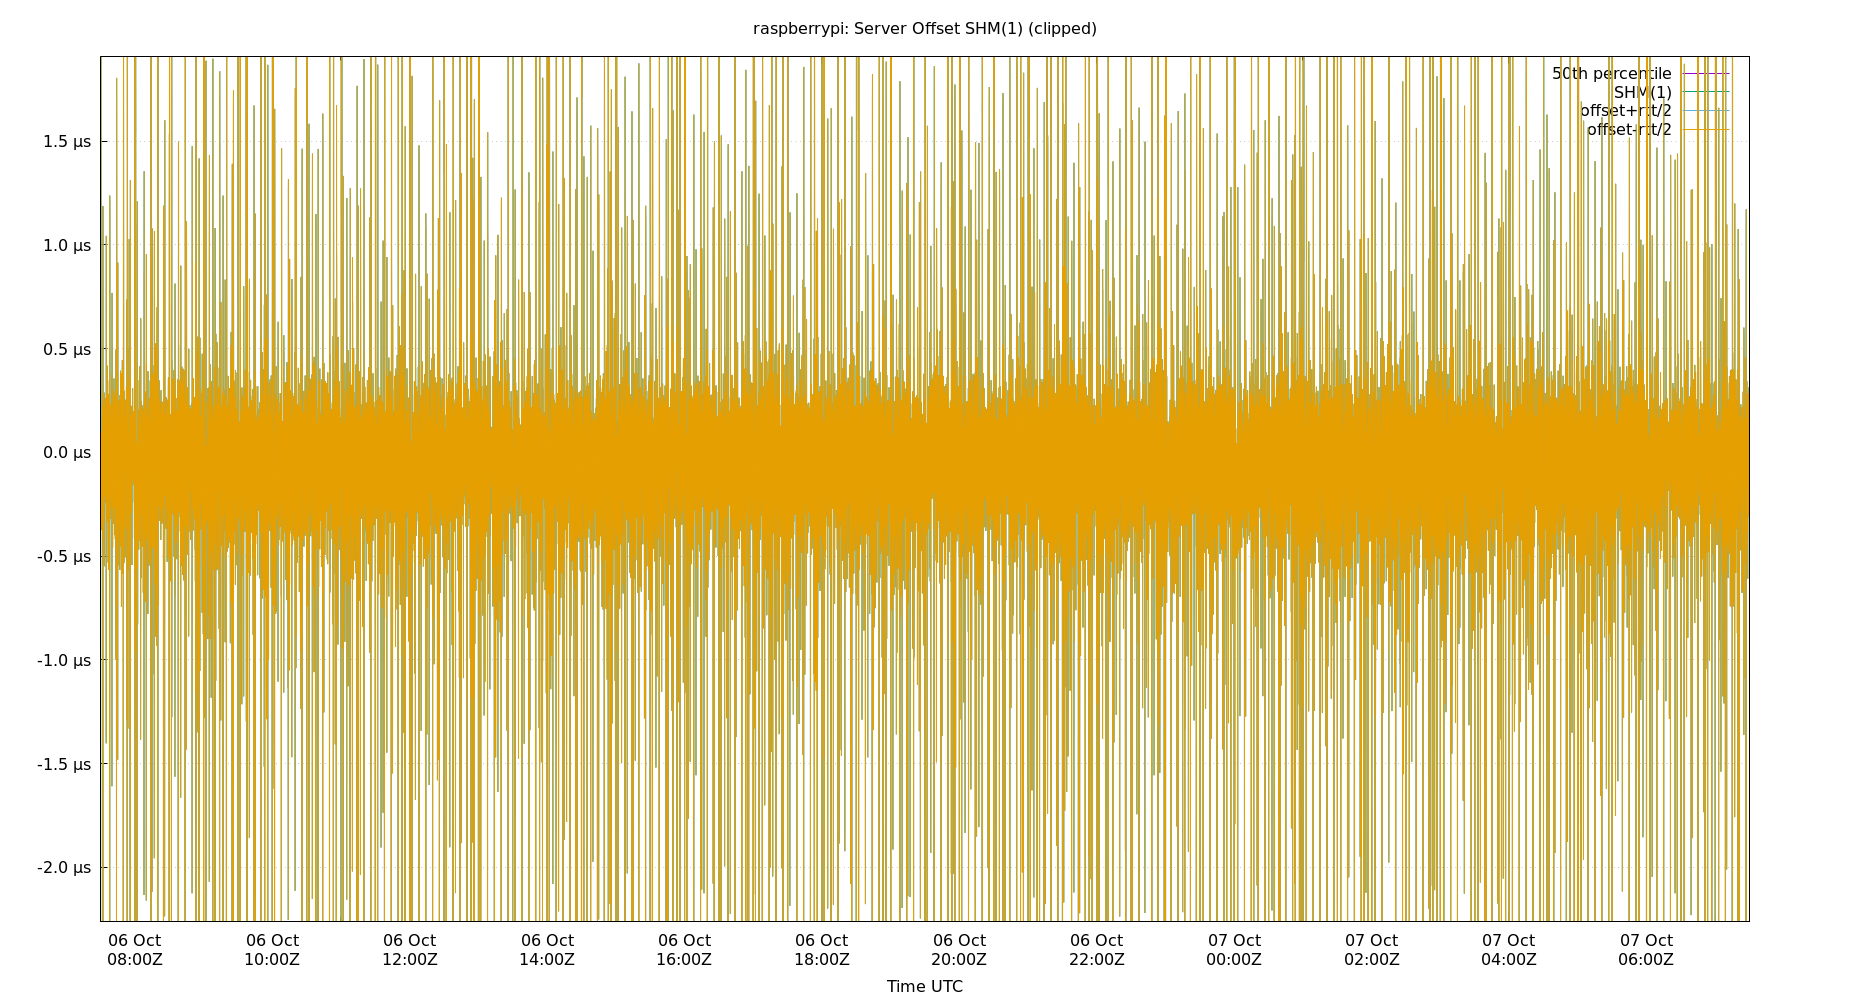 raspberrypi: Server Offset SHM(1) (clipped)
50th percentile
SHM(1)
offset+rtt/2
offset-rtt/2
1.5 µs
1.0 µs
0.5 µs
0.0 µs
-0.5 µs
-1.0 µs
-1.5 µs
-2.0 µs
06 Oct 06 Oct 06 Oct 06 Oct 06 Oct 06 Oct 06 Oct 06 Oct 07 Oct 07 Oct 07 Oct 07 Oct
08:00Z 10:00Z 12:00Z 14:00Z 16:00Z 18:00Z 20:00Z 22:00Z 00:00Z 02:00Z 04:00Z 06:00Z
Time UTC